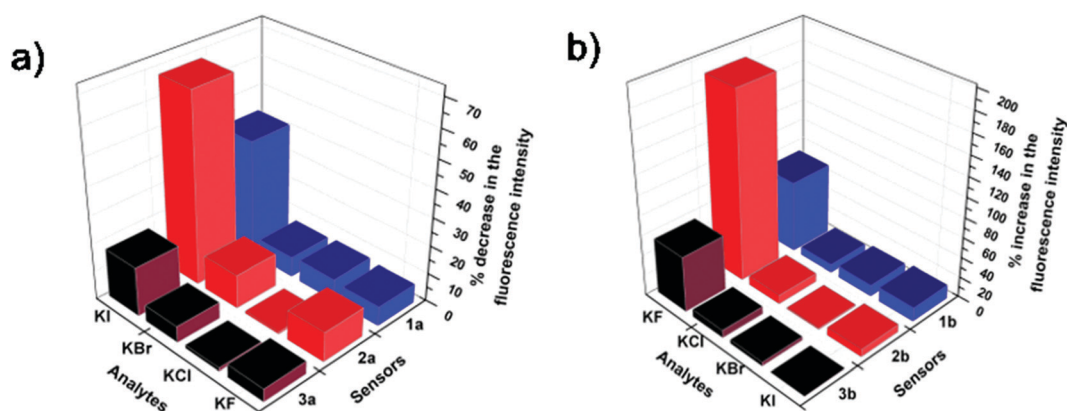 a)
70
60
50
40
30
20
10
0
% decrease in the
fluorescence intensity
KI
KBr
KCl
KF
Analytes
3a
2a
1a
Sensors
b)
200
180
160
140
120
100
80
60
40
20
0
% increase in the
fluorescence intensity
KF
KCl
KBr
KI
Analytes
3b
2b
1b
Sensors